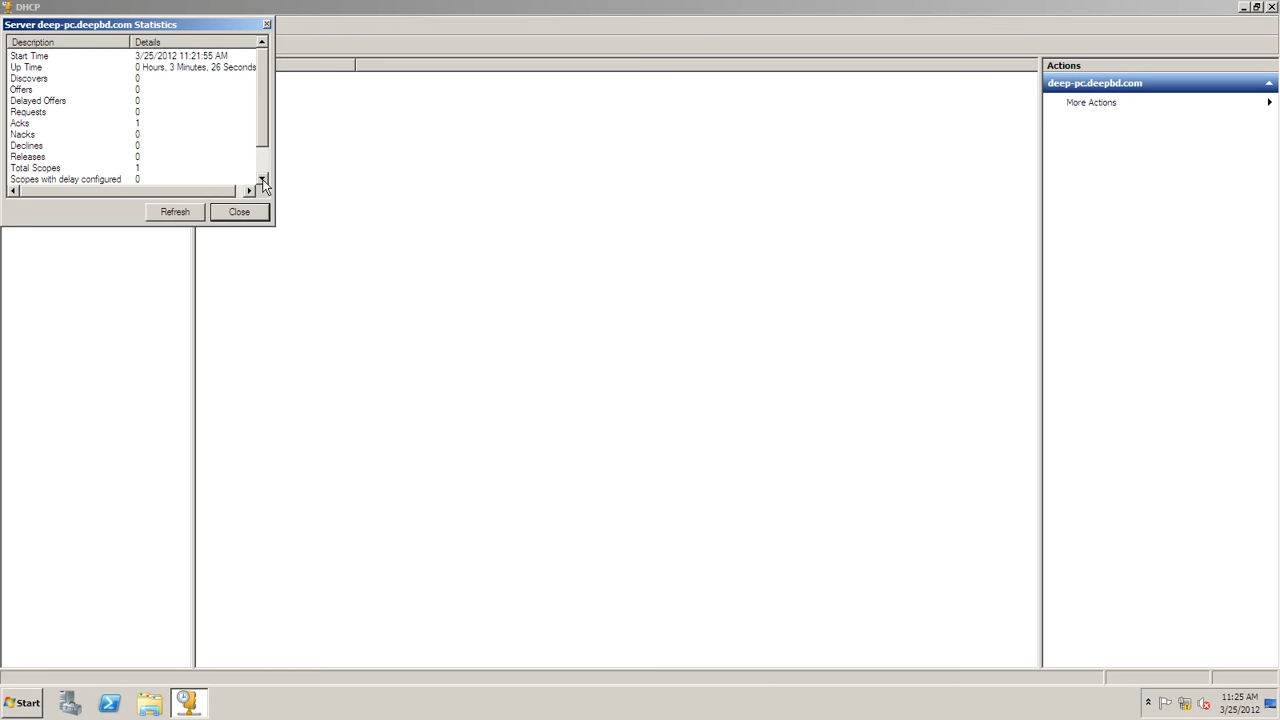 DHCP
Server deep-pc.deepbd.com Statistics
Description Details
Start Time 3/25/2012 11:21:55 AM
Up Time 0 Hours, 3 Minutes, 26 Seconds
Discovers 0
Offers 0
Delayed Offers 0
Requests 0
Acks 1
Nacks 0
Declines 0
Releases 0
Total Scopes 1
Scopes with delay configured 0
Refresh Close
Actions
deep-pc.deepbd.com
More Actions
Start
11:25 AM
3/25/2012